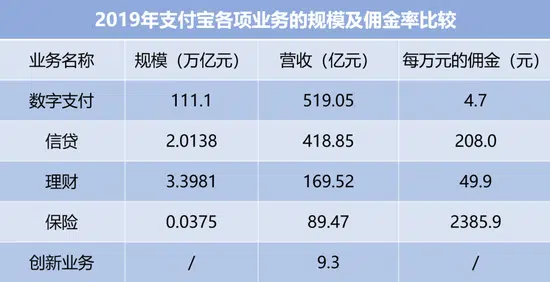 2019年支付宝各项业务的规模及佣金率比较
业务名称 规模（万亿元） 营收（亿元） 每万元的佣金（元）
数字支付 111.1 519.05 4.7
信贷 2.0138 418.85 208.0
理财 3.3981 169.52 49.9
保险 0.0375 89.47 2385.9
创新业务 / 9.3 /